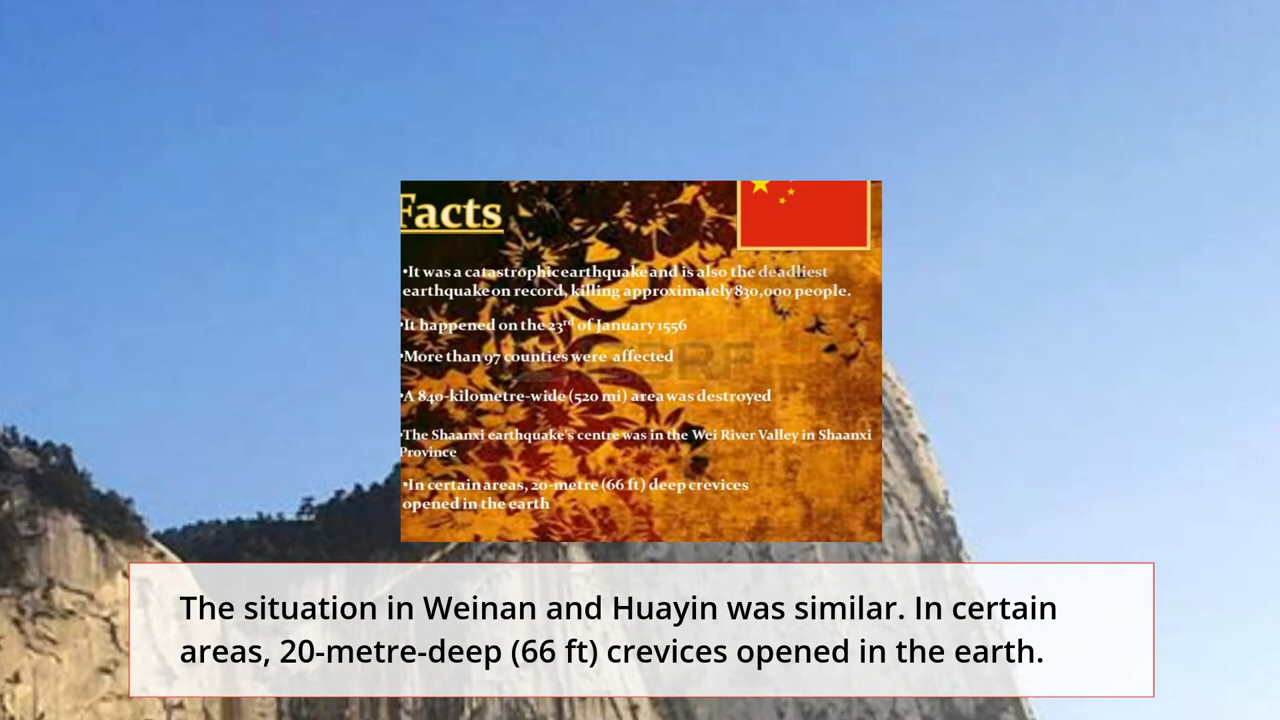 Facts
•It was a catastrophic earthquake and is also the deadliest
earthquake on record, killing approximately 830,000 people.
•It happened on the 23rd of January 1556
•More than 97 counties were affected
•A 840-kilometre-wide (520 mi) area was destroyed
•The Shaanxi earthquake's centre was in the Wei River Valley in Shaanxi
Province
•In certain areas, 20-metre (66 ft) deep crevices
opened in the earth
The situation in Weinan and Huayin was similar. In certain
areas, 20-metre-deep (66 ft) crevices opened in the earth.